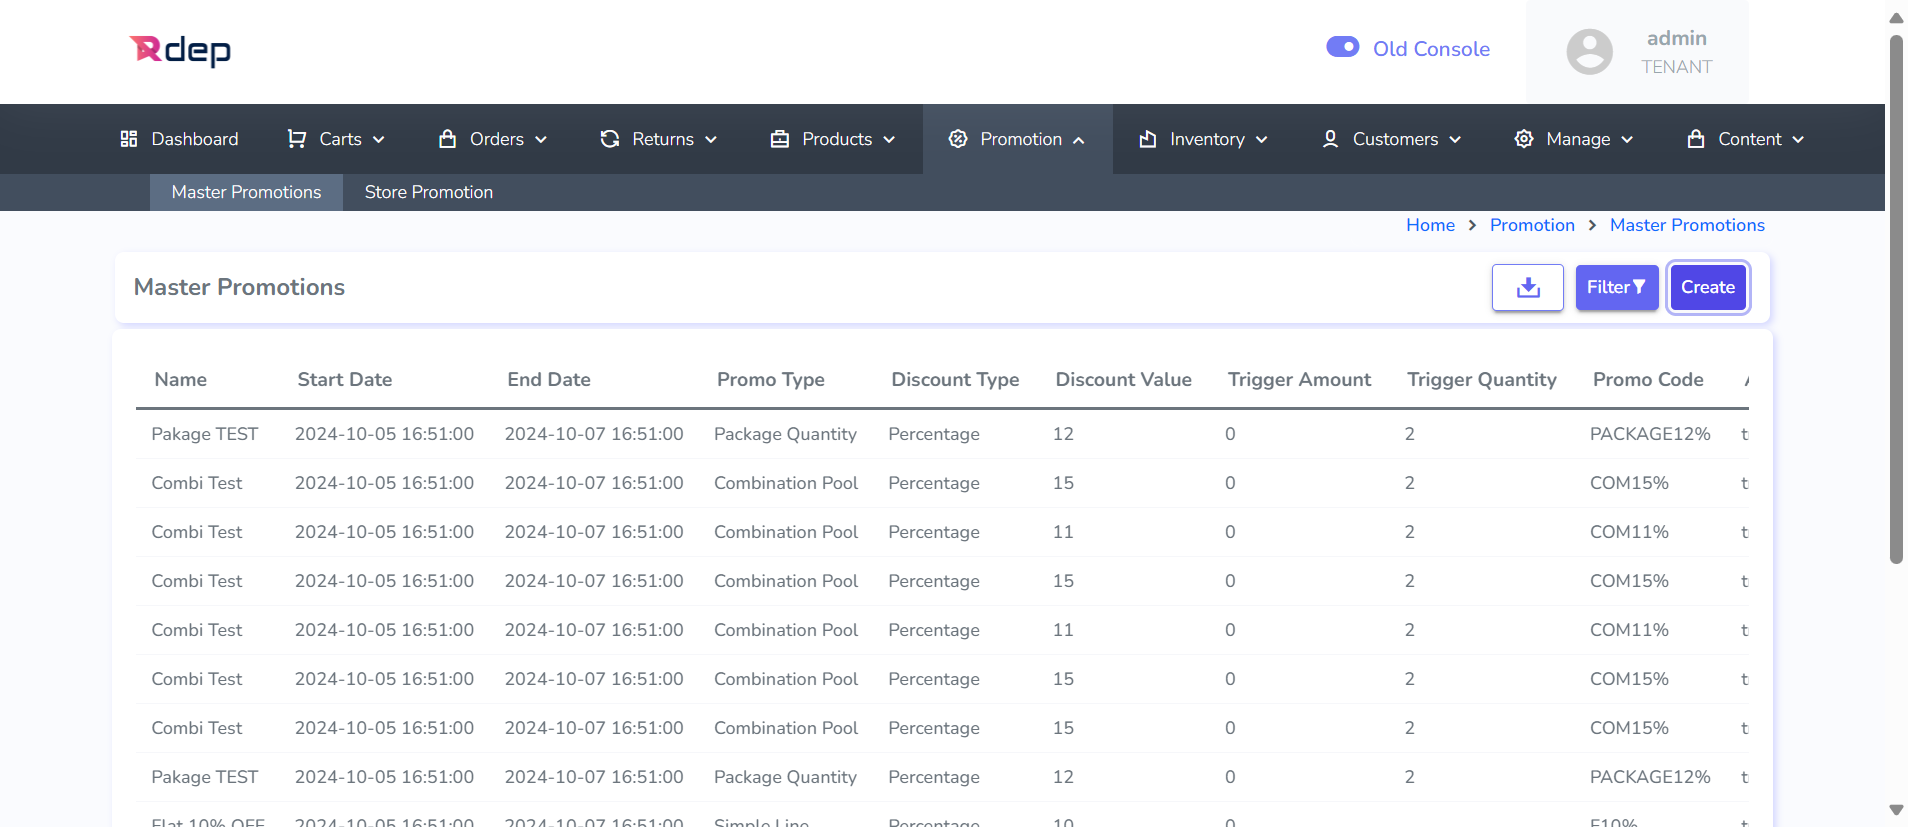 Rdep
Old Console
admin
TENANT
Dashboard Carts Orders Returns Products Promotion Inventory Customers Manage Content
Master Promotions Store Promotion
Home > Promotion > Master Promotions
Master Promotions
Filter Create
Name Start Date End Date Promo Type Discount Type Discount Value Trigger Amount Trigger Quantity Promo Code
Pakage TEST 2024-10-05 16:51:00 2024-10-07 16:51:00 Package Quantity Percentage 12 0 2 PACKAGE12%
Combi Test 2024-10-05 16:51:00 2024-10-07 16:51:00 Combination Pool Percentage 15 0 2 COM15%
Combi Test 2024-10-05 16:51:00 2024-10-07 16:51:00 Combination Pool Percentage 11 0 2 COM11%
Combi Test 2024-10-05 16:51:00 2024-10-07 16:51:00 Combination Pool Percentage 15 0 2 COM15%
Combi Test 2024-10-05 16:51:00 2024-10-07 16:51:00 Combination Pool Percentage 11 0 2 COM11%
Combi Test 2024-10-05 16:51:00 2024-10-07 16:51:00 Combination Pool Percentage 15 0 2 COM15%
Combi Test 2024-10-05 16:51:00 2024-10-07 16:51:00 Combination Pool Percentage 15 0 2 COM15%
Pakage TEST 2024-10-05 16:51:00 2024-10-07 16:51:00 Package Quantity Percentage 12 0 2 PACKAGE12%
Flat 10% OFF 2024-10-05 16:51:00 2024-10-07 16:51:00 Simple Line Percentage 10 0 F10%